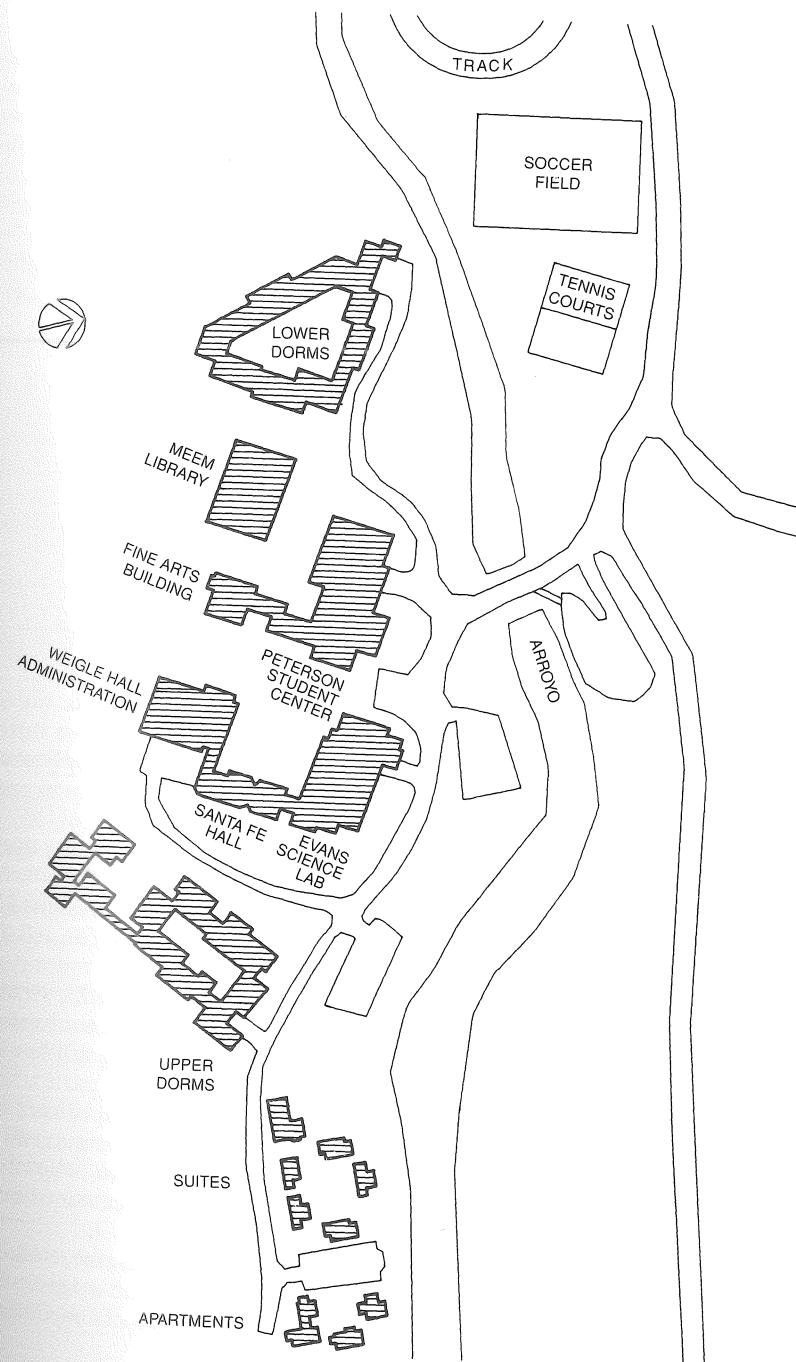 TRACK
SOCCER
FIELD
TENNIS
COURTS
LOWER
DORMS
MEEM
LIBRARY
FINE ARTS
BUILDING
WEIGLE HALL
ADMINISTRATION
PETERSON
STUDENT
CENTER
ARROYO
SANTA FE
HALL
EVANS
SCIENCE
LAB
UPPER
DORMS
SUITES
APARTMENTS